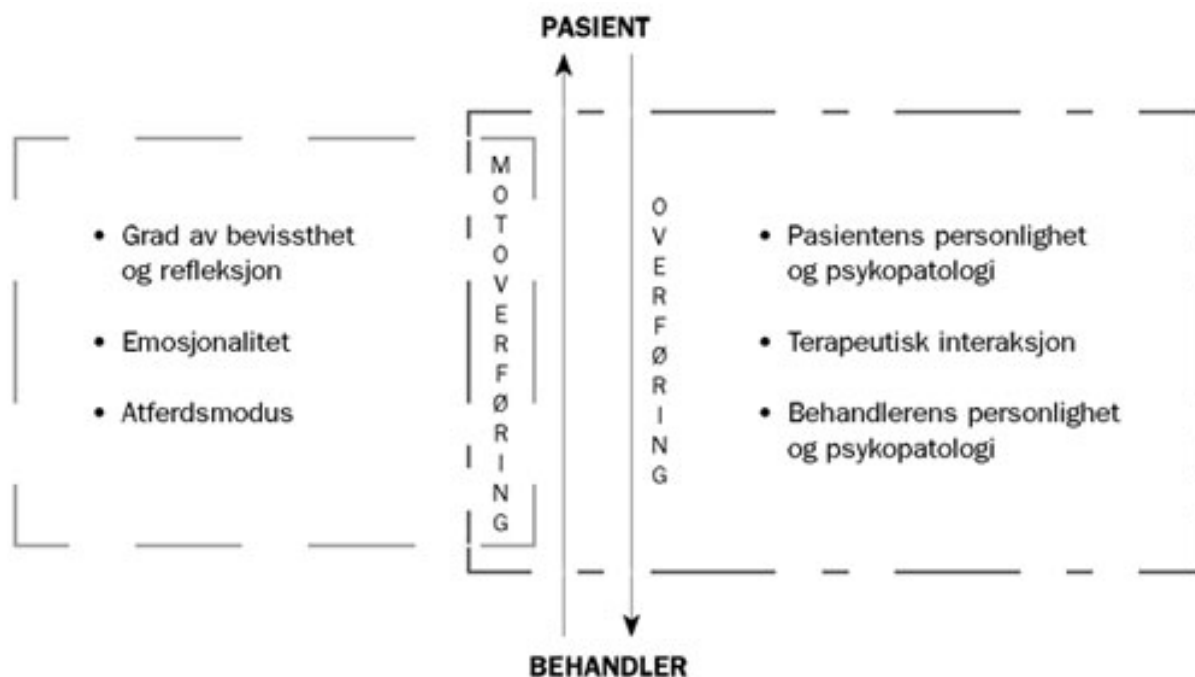 PASIENT
MOTOVERFØRING
OVERFØRING
• Grad av bevissthet
og refleksjon
• Emosjonalitet
• Atferdsmodus
• Pasientens personlighet
og psykopatologi
• Terapeutisk interaksjon
• Behandlerens personlighet
og psykopatologi
BEHANDLER